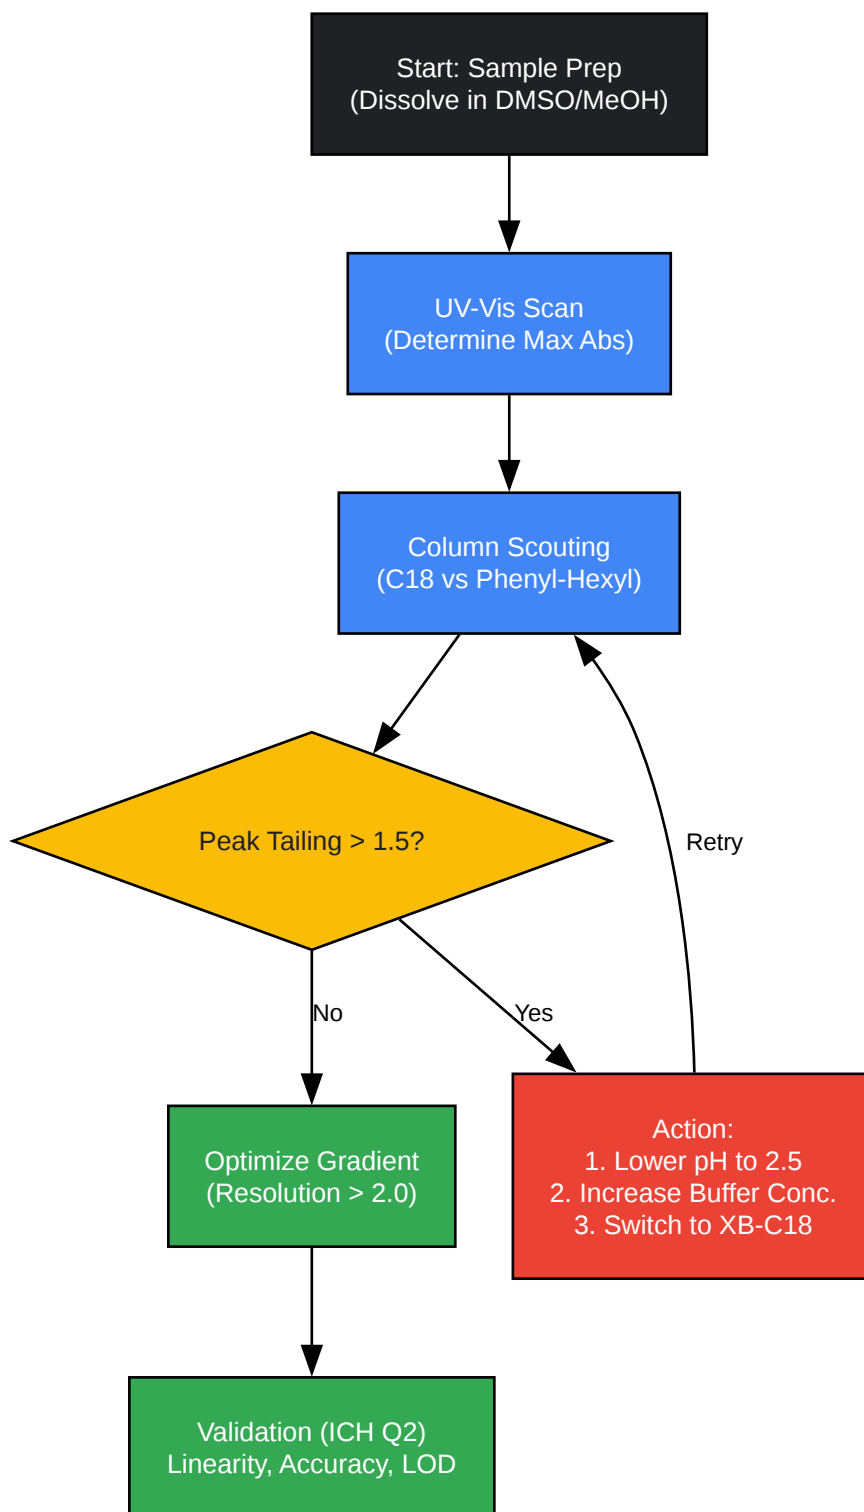 Start: Sample Prep
(Dissolve in DMSO/MeOH)
UV-Vis Scan
(Determine Max Abs)
Column Scouting
(C18 vs Phenyl-Hexyl)
Peak Tailing > 1.5?
Retry
No
Yes
Optimize Gradient
(Resolution > 2.0)
Action:
1. Lower pH to 2.5
2. Increase Buffer Conc.
3. Switch to XB-C18
Validation (ICH Q2)
Linearity, Accuracy, LOD